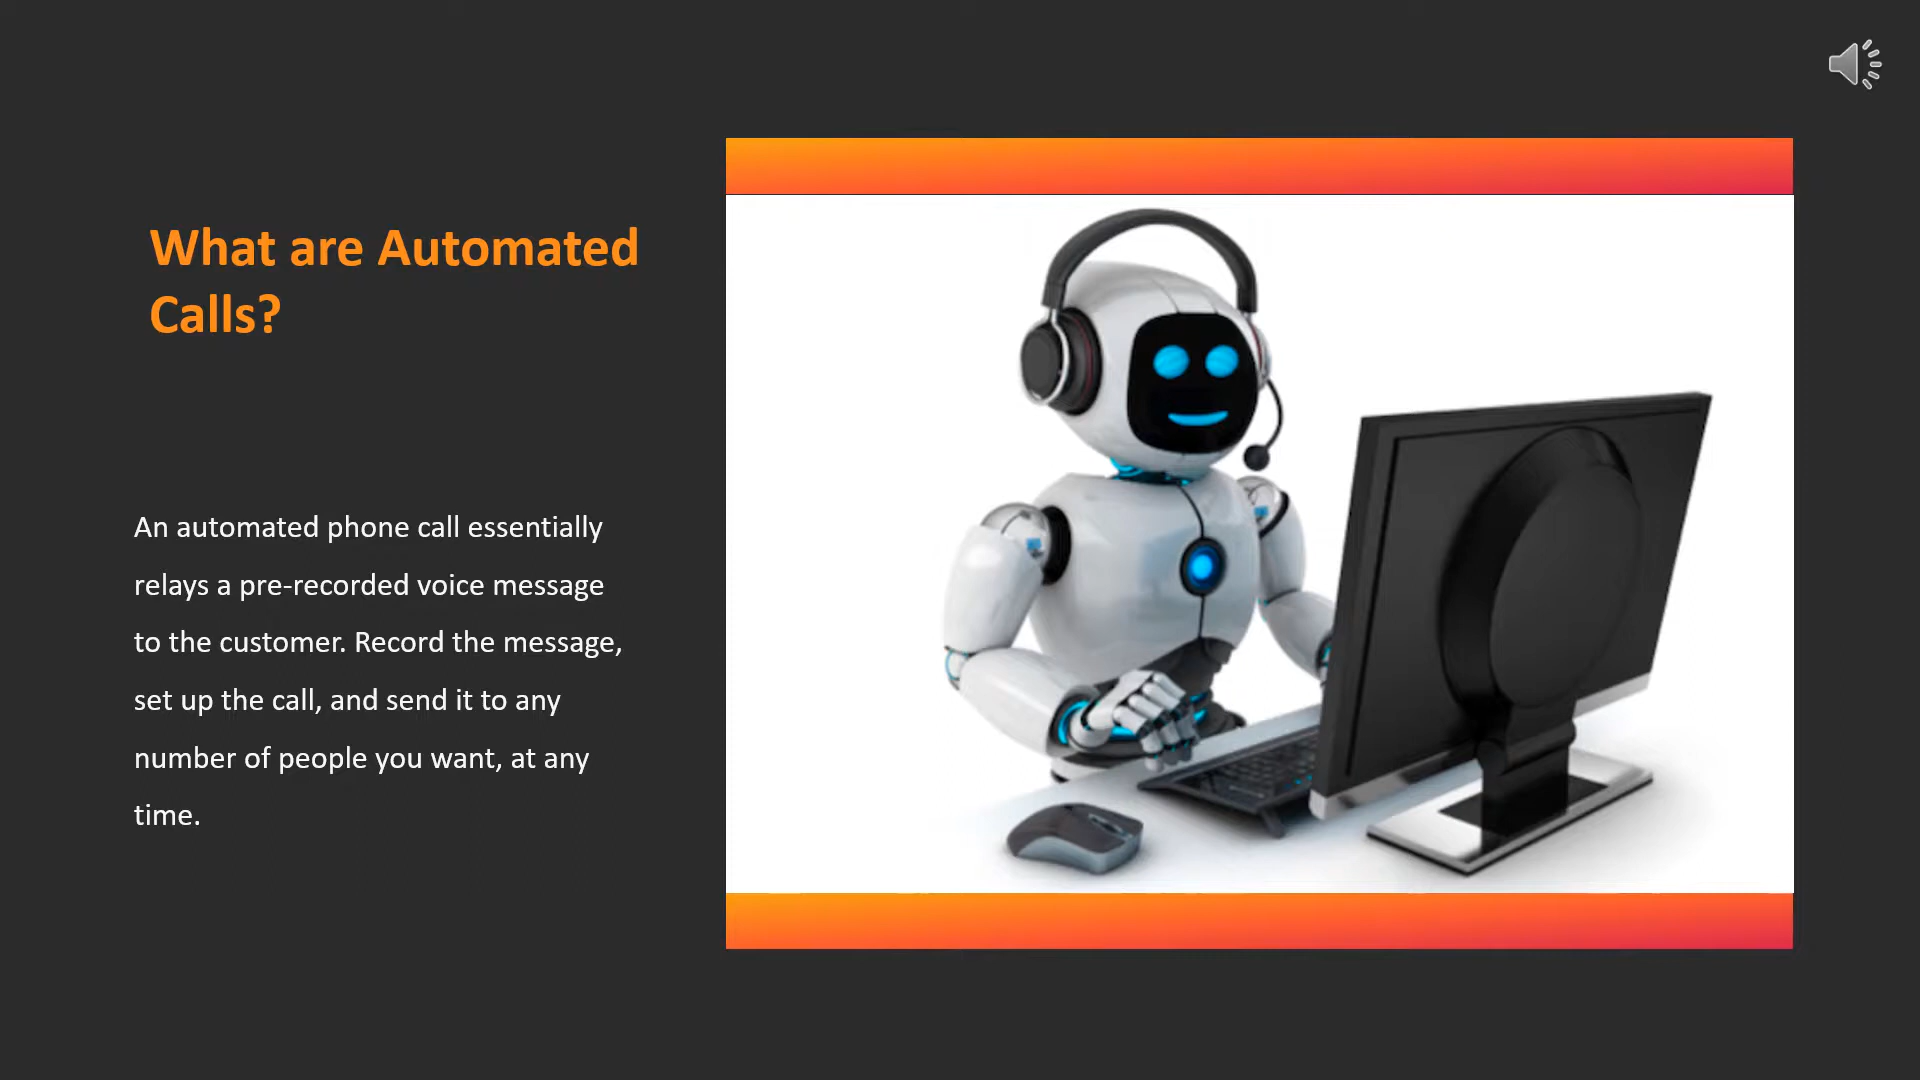 What are Automated
Calls?
An automated phone call essentially
relays a pre-recorded voice message
to the customer. Record the message,
set up the call, and send it to any
number of people you want, at any
time.